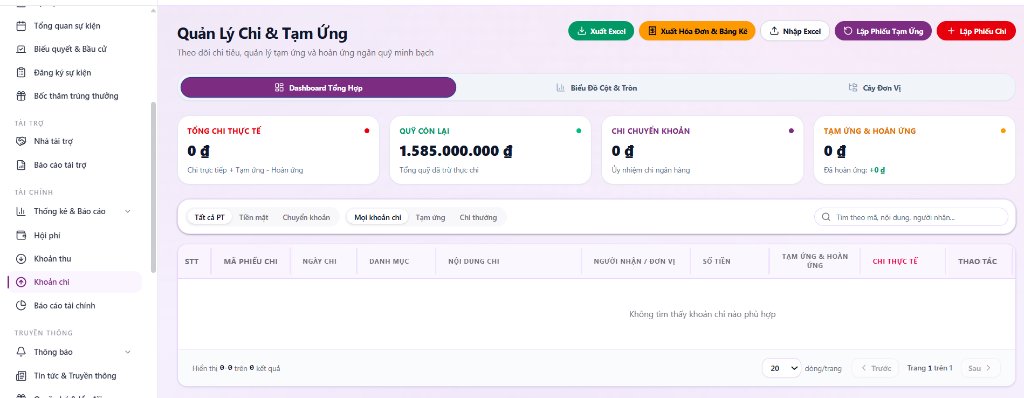 Tổng quan sự kiện
Biểu quyết & Bầu cử
Đăng ký sự kiện
Bốc thăm trúng thưởng
TÀI TRỢ
Nhà tài trợ
Báo cáo tài trợ
TÀI CHÍNH
Thống kê & Báo cáo
Hội phí
Khoản thu
Khoản chi
Báo cáo tài chính
TRUYỀN THÔNG
Thông báo
Tin tức & Truyền thông
Quản Lý Chi & Tạm Ứng
Theo dõi chi tiêu, quản lý tạm ứng và hoàn ứng ngân quỹ minh bạch
Xuất Excel
Xuất Hóa Đơn & Bảng Kê
Nhập Excel
Lập Phiếu Tạm Ứng
Lập Phiếu Chi
Dashboard Tổng Hợp
Biểu Đồ Cột & Tròn
Cây Đơn Vị
TỔNG CHI THỰC TẾ
0 ₫
Chi trực tiếp + Tạm ứng - Hoàn ứng
QUỸ CÒN LẠI
1.585.000.000 ₫
Tổng quỹ đã trừ thực chi
CHI CHUYỂN KHOẢN
0 ₫
Ủy nhiệm chi ngân hàng
TẠM ỨNG & HOÀN ỨNG
0 ₫
Đã hoàn ứng: +0 ₫
Tất cả PT
Tiền mặt
Chuyển khoản
Mọi khoản chi
Tạm ứng
Chi thường
Tìm theo mã, nội dung, người nhận...
STT
MÃ PHIẾU CHI
NGÀY CHI
DANH MỤC
NỘI DUNG CHI
NGƯỜI NHẬN / ĐƠN VỊ
SỐ TIỀN
TẠM ỨNG & HOÀN
ỨNG
CHI THỰC TẾ
THAO TÁC
Không tìm thấy khoản chi nào phù hợp
Hiển thị 0 0 trên 0 kết quả
20
dòng/trang
Trước
Trang 1 trên 1
Sau